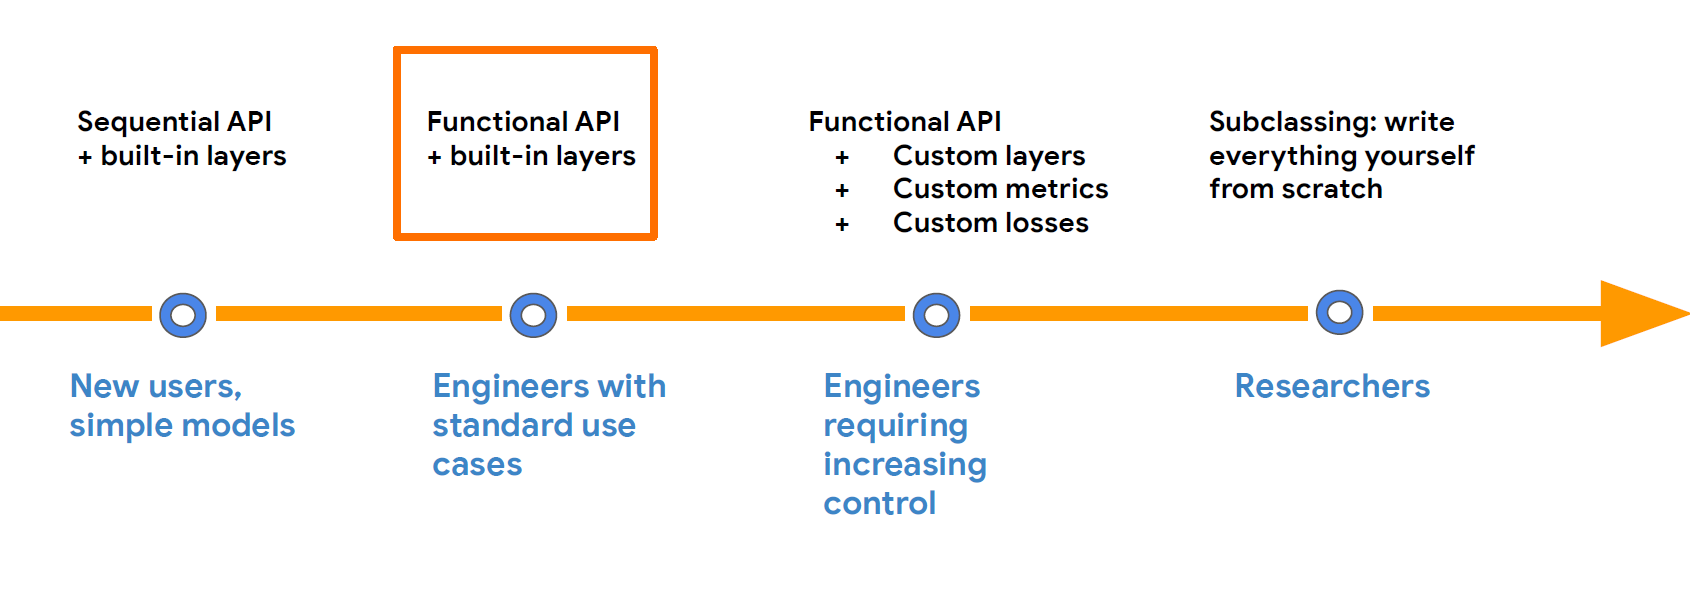 Sequential API
+ built-in layers
Functional API
+ built-in layers
Functional API
+ Custom layers
+ Custom metrics
+ Custom losses
Subclassing: write
everything yourself
from scratch
New users,
simple models
Engineers with
standard use
cases
Engineers
requiring
increasing
control
Researchers